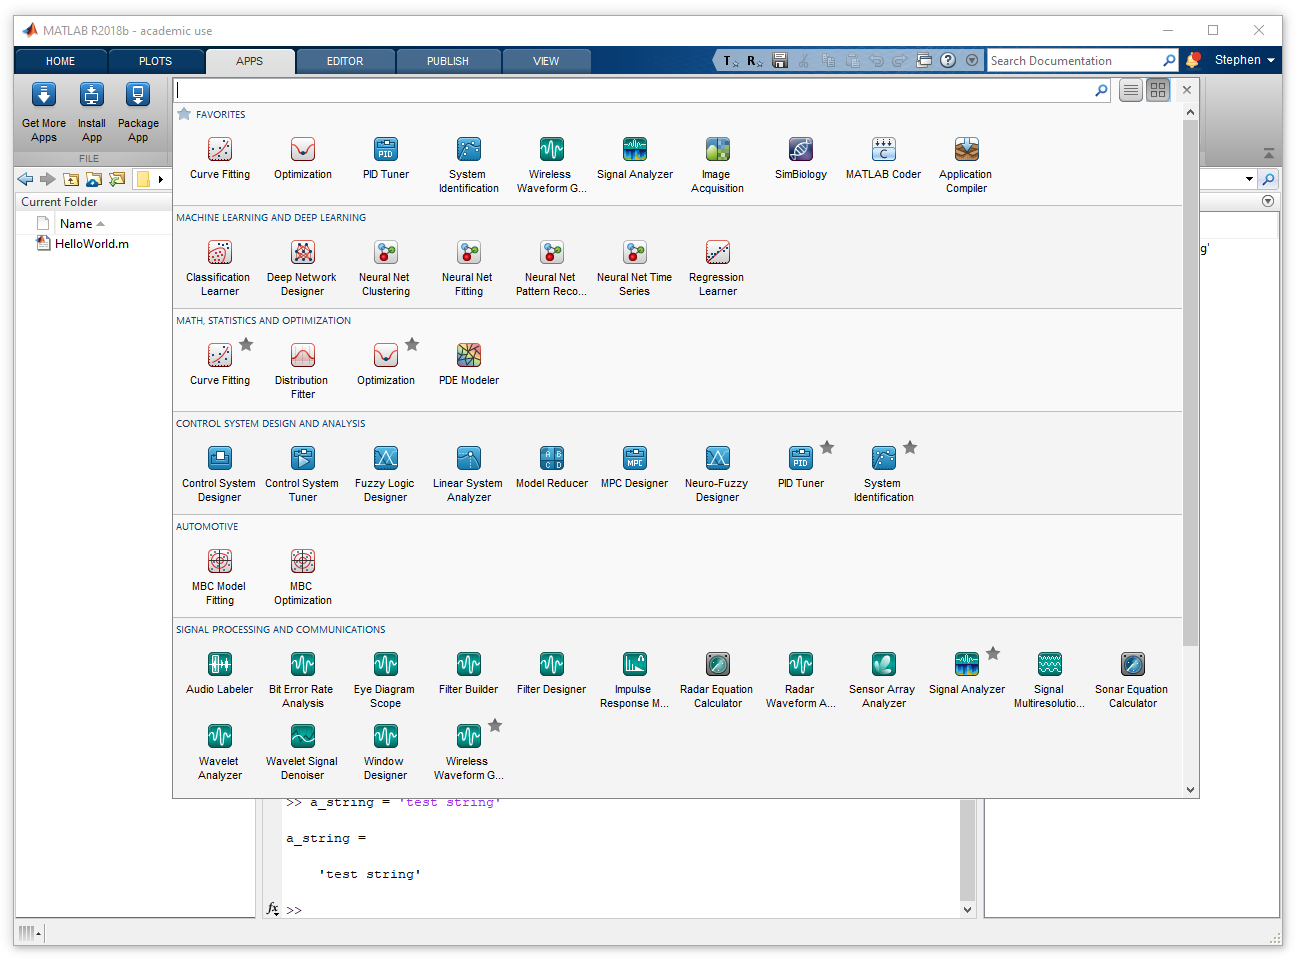 MATLAB R2018b - academic use
HOME PLOTS APPS EDITOR PUBLISH VIEW Search Documentation Stephen
Get More Apps
Install App
Package App
FILE
Current Folder
Name
HelloWorld.m
FAVORITES
Curve Fitting
Optimization
PID Tuner
System Identification
Wireless Waveform G...
Signal Analyzer
Image Acquisition
SimBiology
MATLAB Coder
Application Compiler
MACHINE LEARNING AND DEEP LEARNING
Classification Learner
Deep Network Designer
Neural Net Clustering
Neural Net Fitting
Neural Net Pattern Reco...
Neural Net Time Series
Regression Learner
MATH, STATISTICS AND OPTIMIZATION
Curve Fitting
Distribution Fitter
Optimization
PDE Modeler
CONTROL SYSTEM DESIGN AND ANALYSIS
Control System Designer
Control System Tuner
Fuzzy Logic Designer
Linear System Analyzer
Model Reducer
MPC Designer
Neuro-Fuzzy Designer
PID Tuner
System Identification
AUTOMOTIVE
MBC Model Fitting
MBC Optimization
SIGNAL PROCESSING AND COMMUNICATIONS
Audio Labeler
Bit Error Rate Analysis
Eye Diagram Scope
Filter Builder
Filter Designer
Impulse Response M...
Radar Equation Calculator
Radar Waveform A...
Sensor Array Analyzer
Signal Analyzer
Signal Multiresolutio...
Sonar Equation Calculator
Wavelet Analyzer
Wavelet Signal Denoiser
Window Designer
Wireless Waveform G...
g'
>> a_string = 'test string'
a_string =
'test string'
fx >>